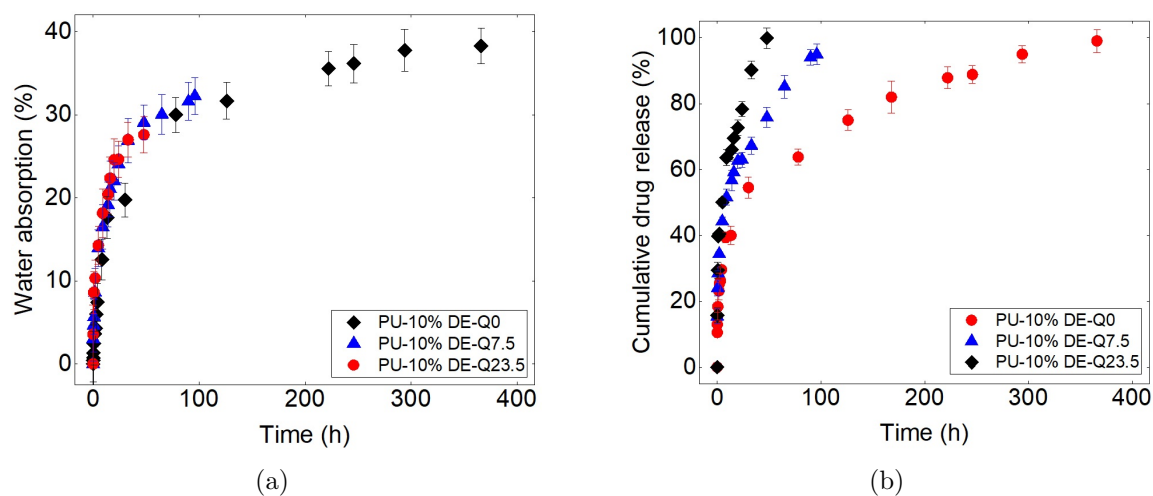 40
30
20
10
0
0
100
200
300
400
Water absorption (%)
Time (h)
PU-10% DE-Q0
PU-10% DE-Q7.5
PU-10% DE-Q23.5
(a)
100
80
60
40
20
0
0
100
200
300
400
Cumulative drug release (%)
Time (h)
PU-10% DE-Q0
PU-10% DE-Q7.5
PU-10% DE-Q23.5
(b)